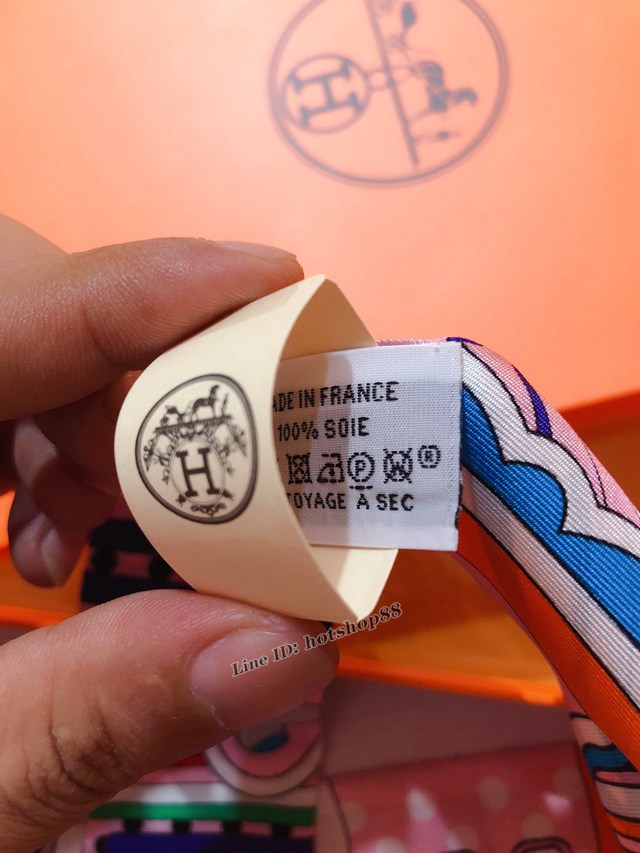 H
H
ADE IN FRANCE
100% SOIE
P W ®
TOYAGE À SEC
Line ID: hotshop88